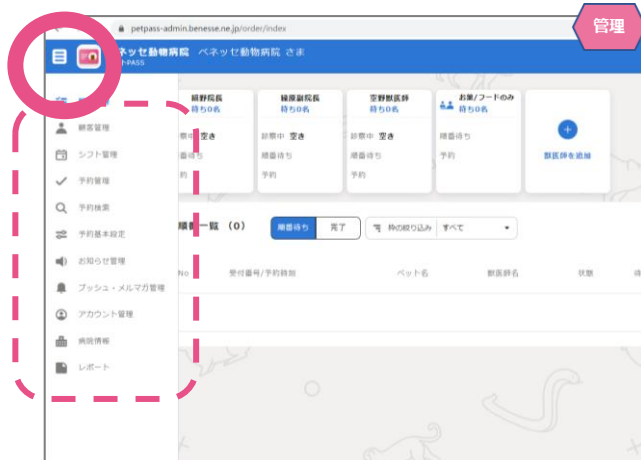 petpass-admin.benesse.ne.jp/order/index
管理
ネッセ動物病院 ベネッセ動物病院 さま
-PASS
院長
待ち0名
副院長
待ち0名
空野獣医師
待ち0名
お薬/フードのみ
待ち0名
中 空き
診察中 空き
診察中 空き
順番待ち
番待ち
順番待ち
順番待ち
予約
約
予約
予約
獣医師を追加
顧客管理
シフト管理
予約管理
予約検索
予約基本設定
お知らせ管理
プッシュ・メルマガ管理
アカウント管理
病院情報
レポート
順番一覧 (0)
順番待ち
完了
枠の絞り込み
すべて
No
受付番号/予約時刻
ペット名
獣医師名
状態